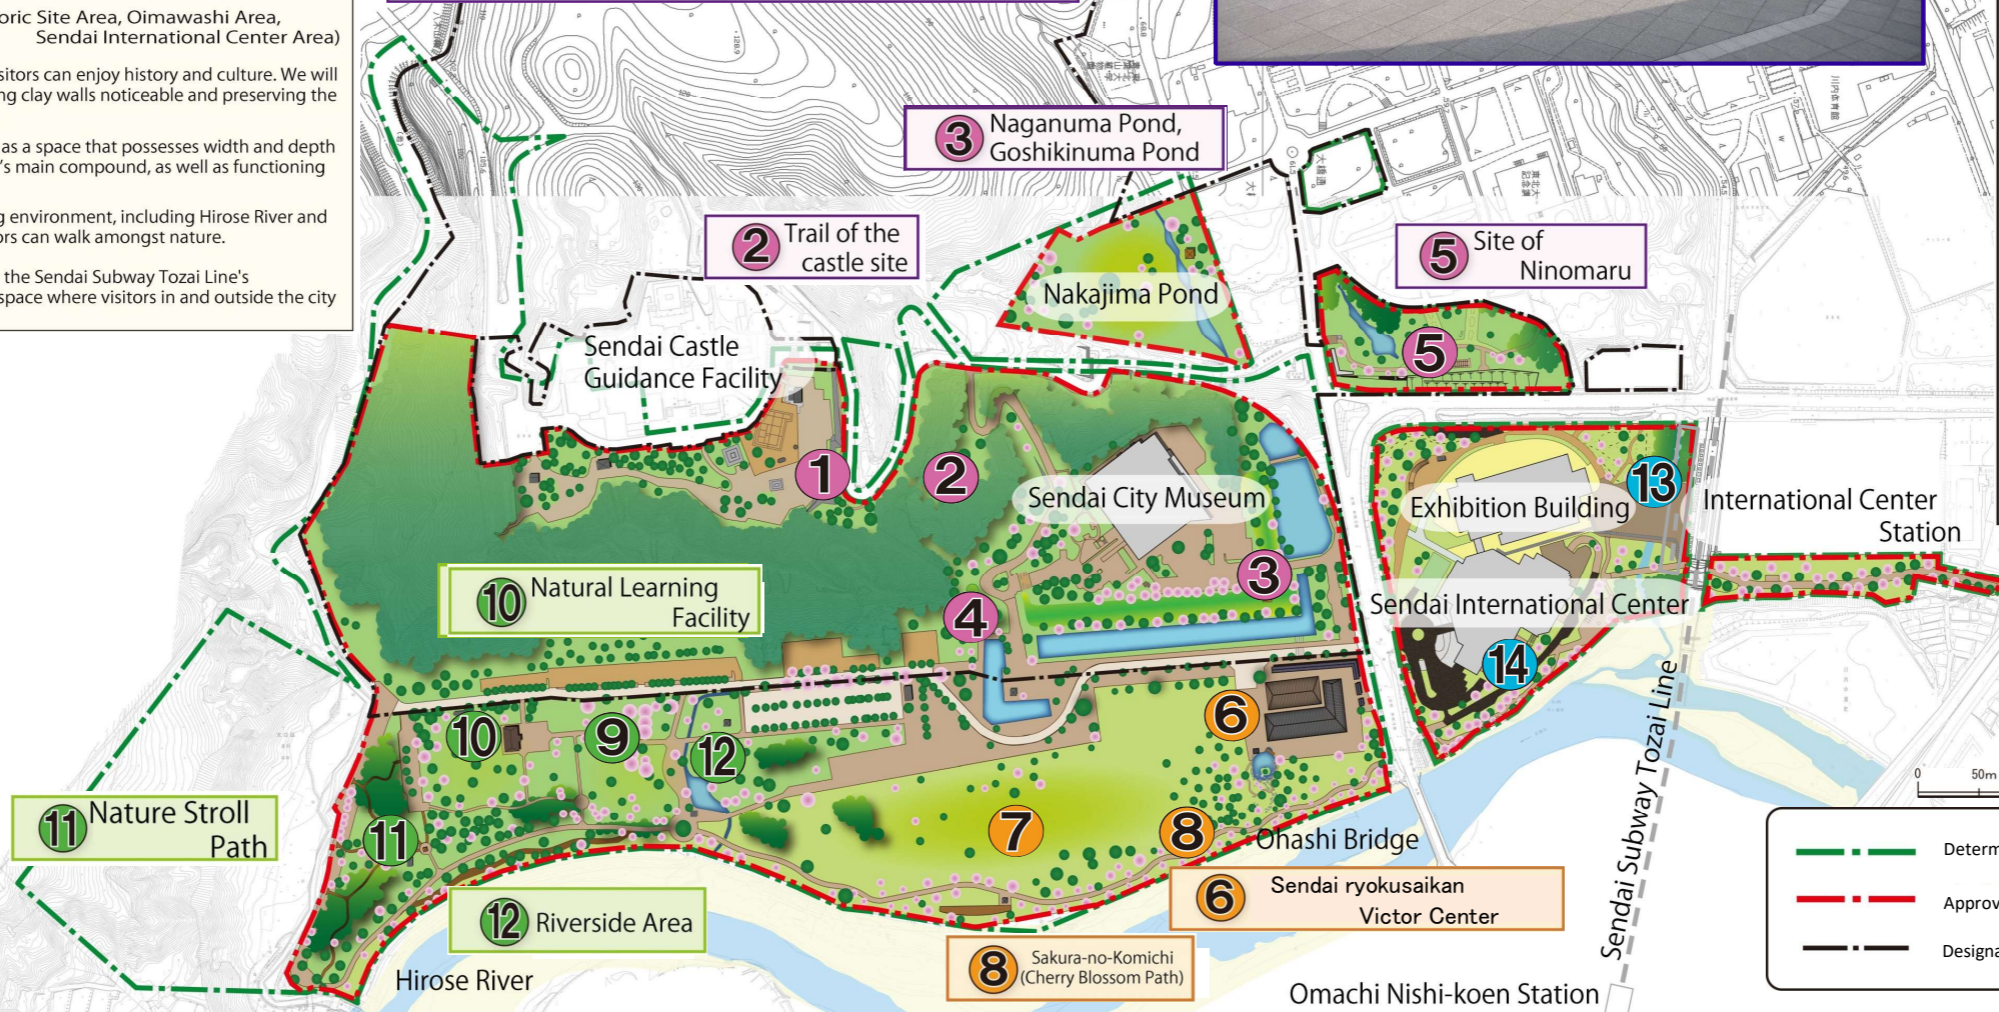 oric Site Area, Oimawashi Area,
Sendai International Center Area)
sitors can enjoy history and culture. We will
ng clay walls noticeable and preserving the
as a space that possesses width and depth
's main compound, as well as functioning
g environment, including Hirose River and
ors can walk amongst nature.
the Sendai Subway Tozai Line's
space where visitors in and outside the city
3 Naganuma Pond,
Goshikinuma Pond
2 Trail of the
castle site
5 Site of
Ninomaru
Nakajima Pond
Sendai Castle
Guidance Facility
5
1
2
Sendai City Museum
3
4
Exhibition Building
13
International Center
Station
Sendai International Center
14
10 Natural Learning
Facility
10
9
12
6
7
8
11
11 Nature Stroll
Path
12 Riverside Area
Hirose River
Ohashi Bridge
6 Sendai ryokusaikan
Victor Center
8 Sakura-no-Komichi
(Cherry Blossom Path)
Sendai Subway Tozai Line
Omachi Nishi-koen Station
0 50m
Determ
Approv
Designa